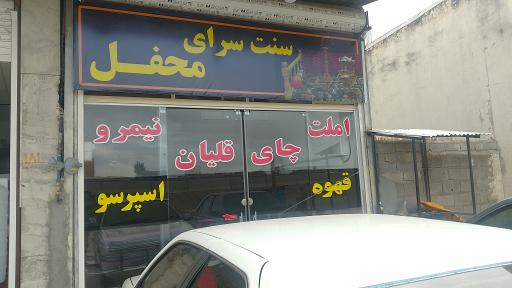 سنت سرای
محفل
املت چای قلیان نیمرو
قهوه اسپرسو